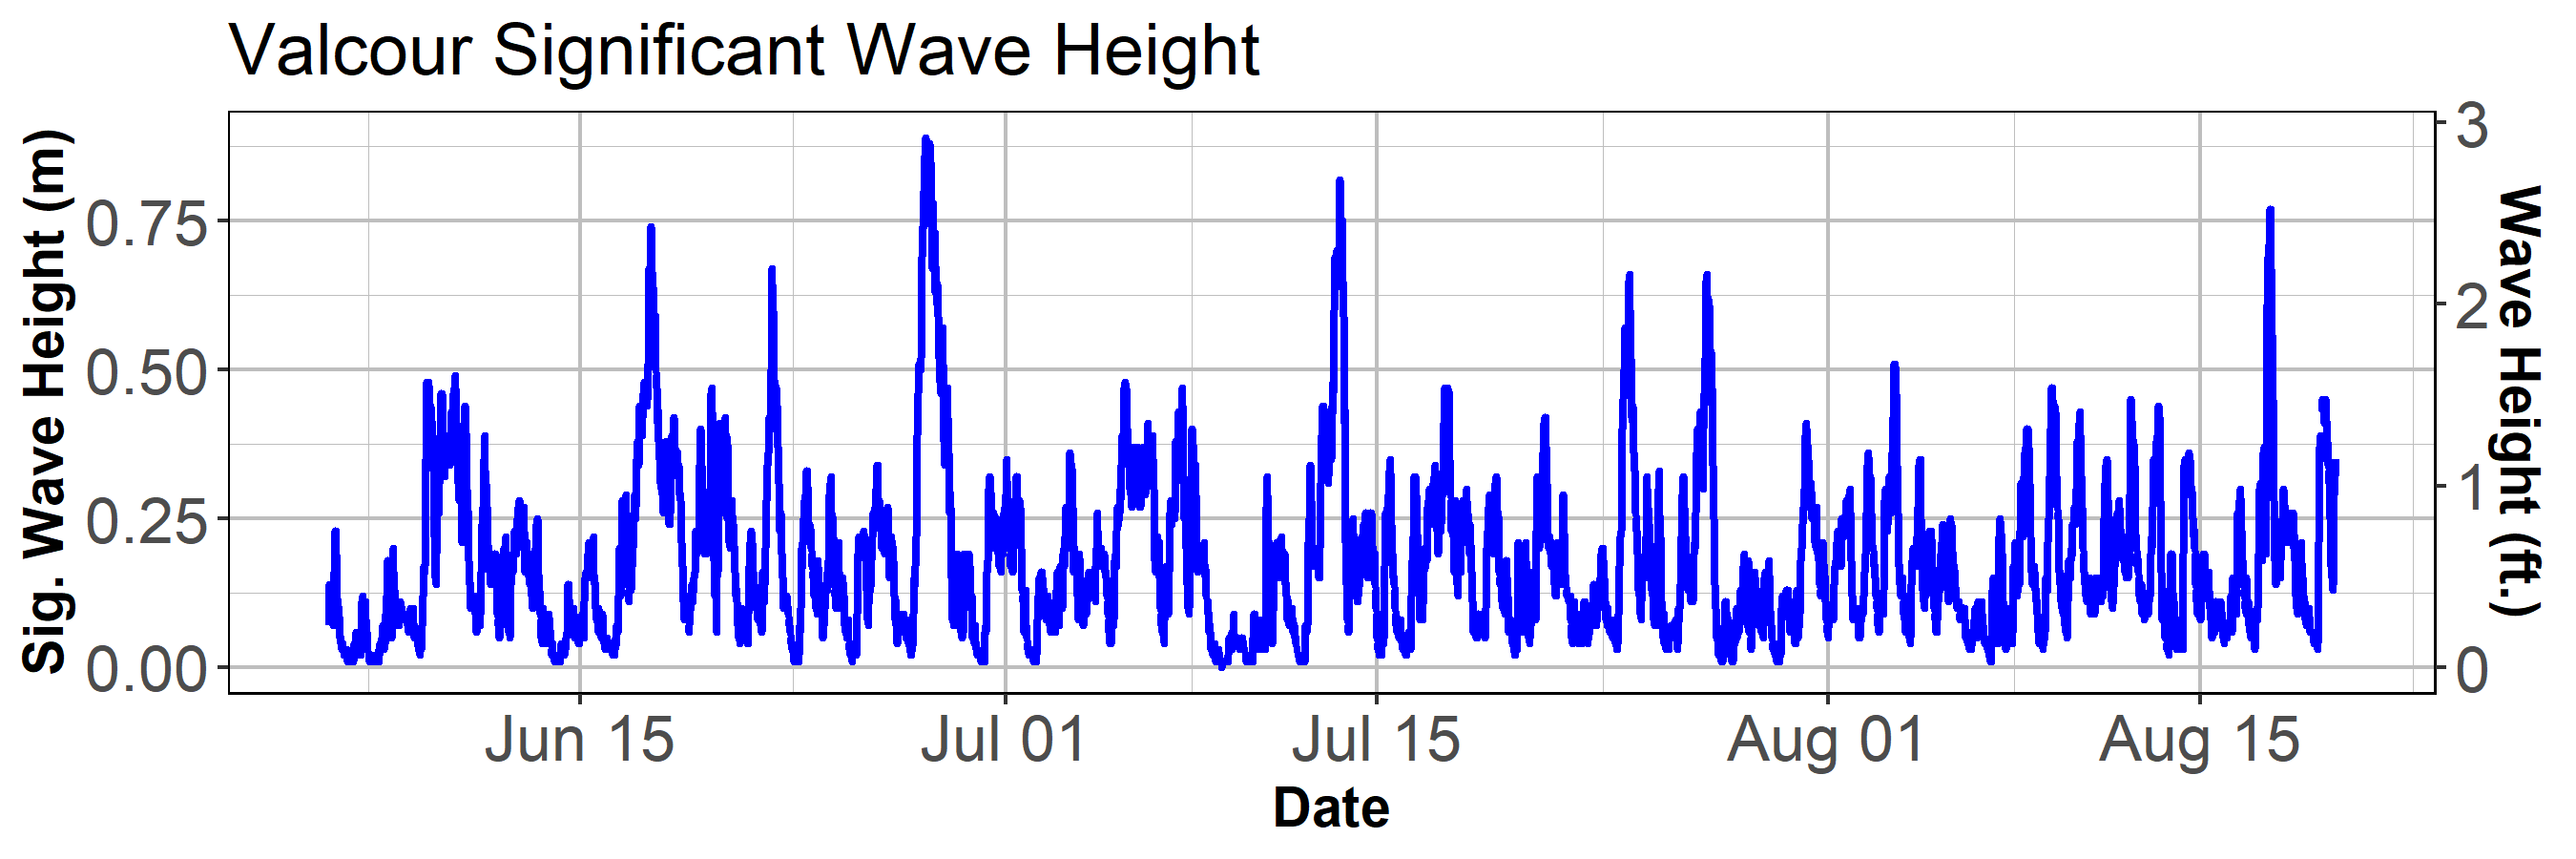 Valcour Significant Wave Height
Sig. Wave Height (m)
0.75
0.50
0.25
0.00
3
2
1
0
Wave Height (ft.)
Jun 15
Jul 01
Jul 15
Aug 01
Aug 15
Date